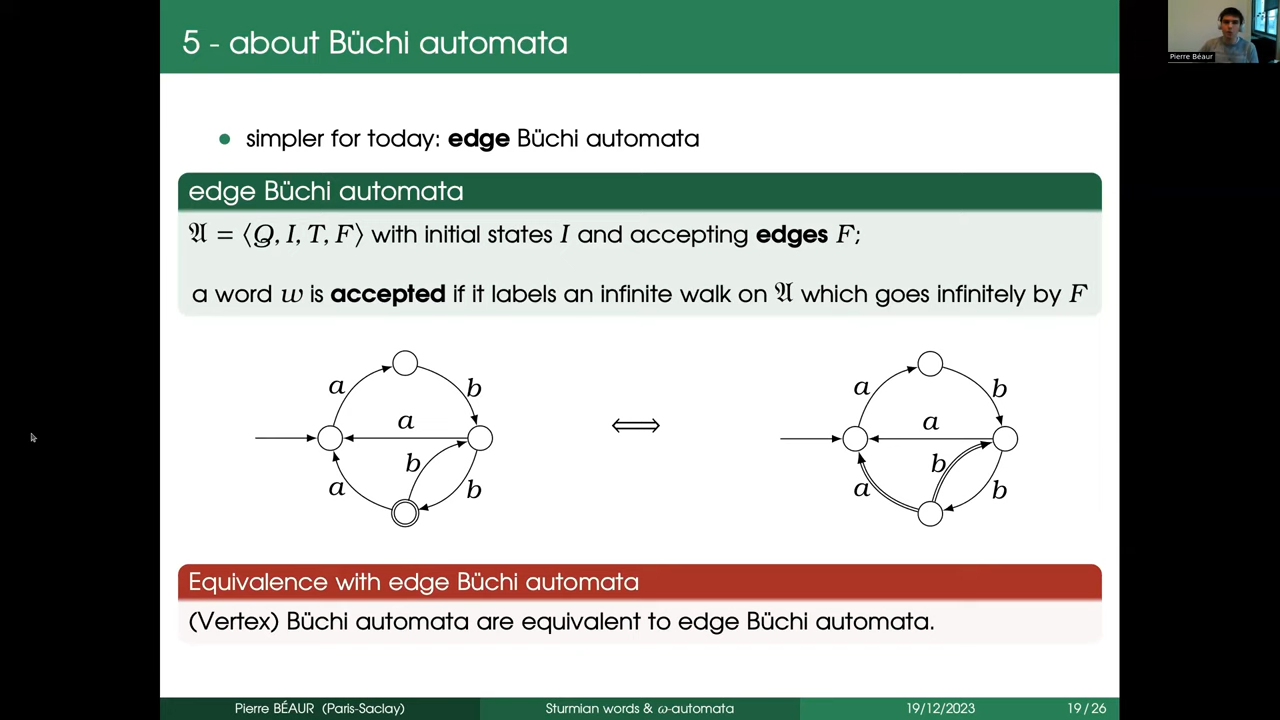 5 - about Büchi automata
Pierre Béaur
• simpler for today: edge Büchi automata
edge Büchi automata
𝔄 = ⟨Q, I, T, F⟩ with initial states I and accepting edges F;
a word w is accepted if it labels an infinite walk on 𝔄 which goes infinitely by F
a b a b a b
⟺
a b a b a b
Equivalence with edge Büchi automata
(Vertex) Büchi automata are equivalent to edge Büchi automata.
Pierre BÉAUR (Paris-Saclay) Sturmian words & ω-automata 19/12/2023 19 / 26